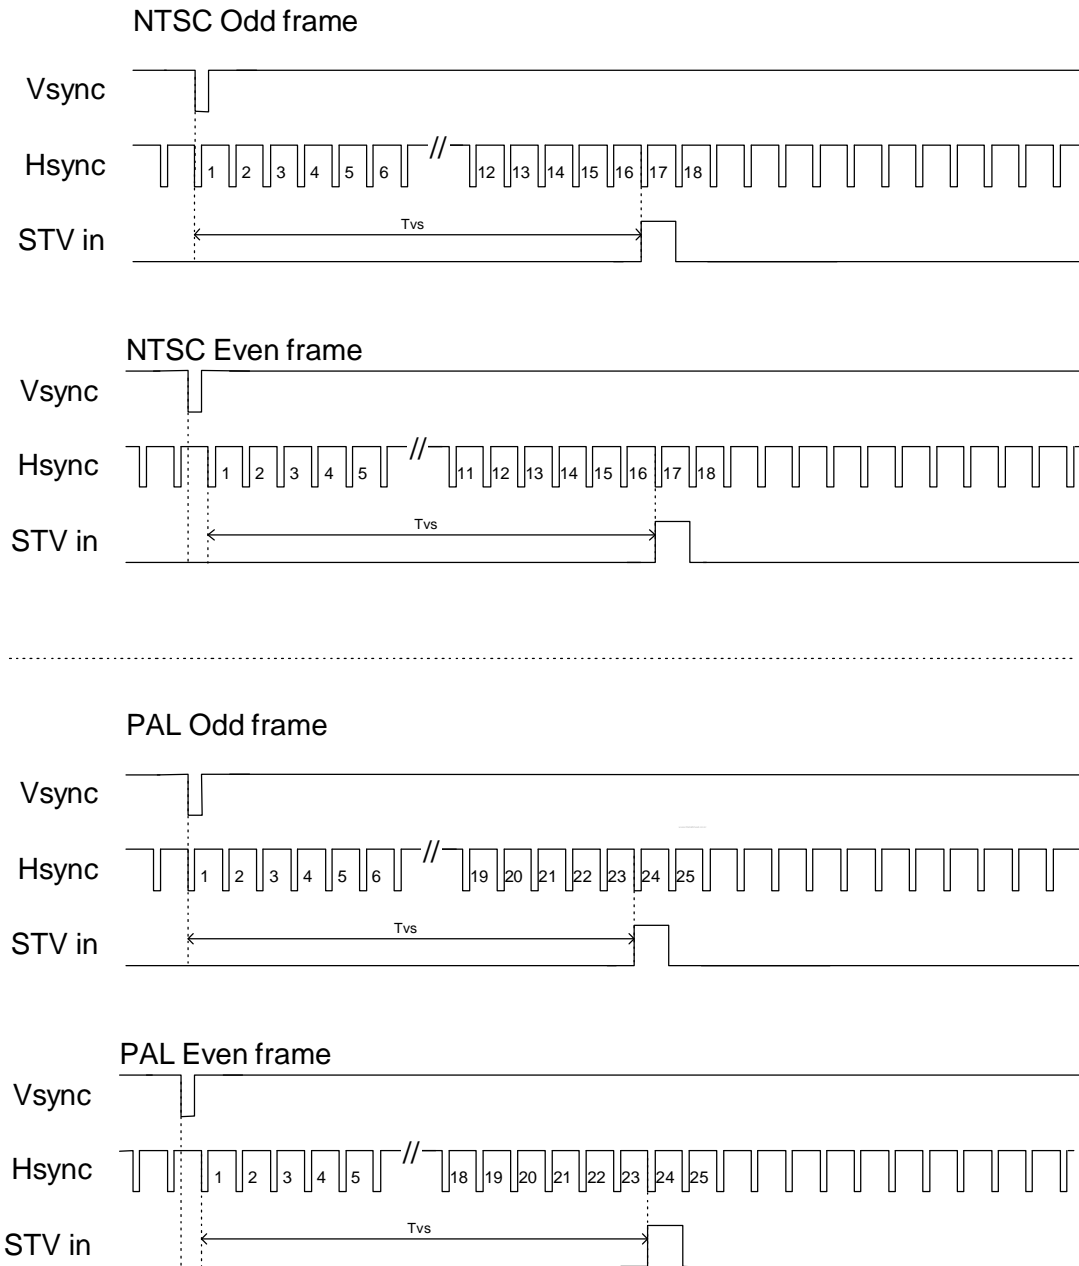 NTSC Odd frame
Vsync
Hsync 1 2 3 4 5 6 // 12 13 14 15 16 17 18
Tvs
STV in
NTSC Even frame
Vsync
Hsync 1 2 3 4 5 // 11 12 13 14 15 16 17 18
Tvs
STV in
PAL Odd frame
Vsync
Hsync 1 2 3 4 5 6 // 19 20 21 22 23 24 25
Tvs
STV in
PAL Even frame
Vsync
Hsync 1 2 3 4 5 // 18 19 20 21 22 23 24 25
Tvs
STV in